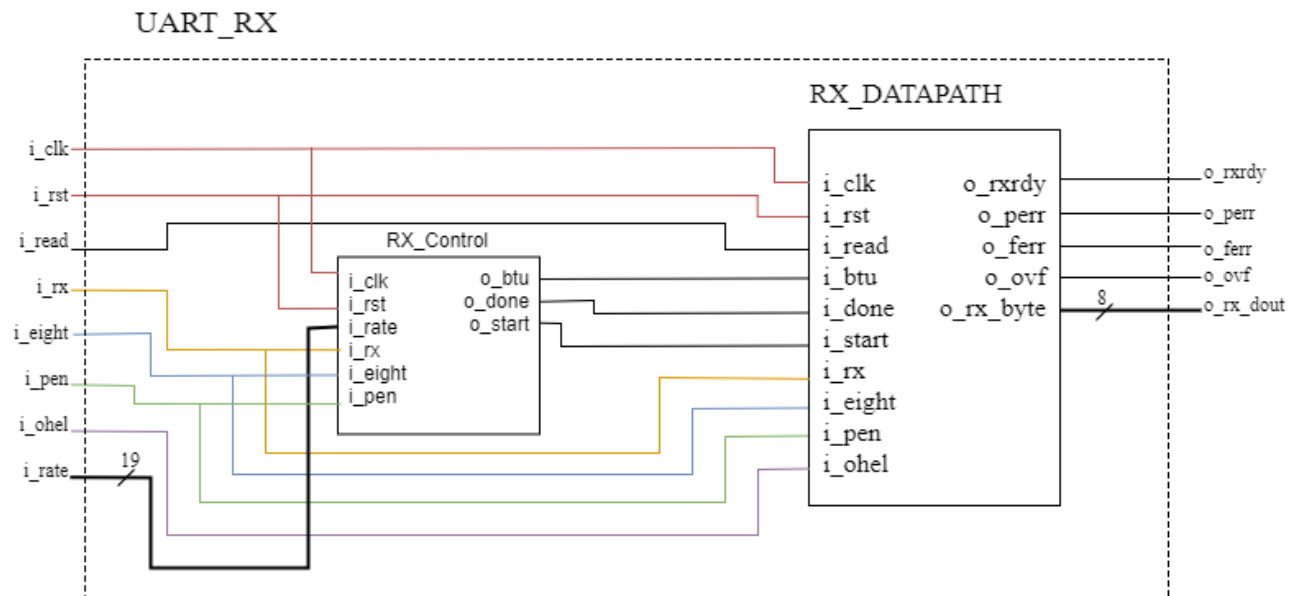 UART_RX
RX_DATAPATH
i_clk
i_rst
i_read
i_rx
i_eight
i_pen
i_ohel
i_rate
19
RX_Control
i_clk
i_rst
i_rate
i_rx
i_eight
i_pen
o_btu
o_done
o_start
i_clk
i_rst
i_read
i_btu
i_done
i_start
i_rx
i_eight
i_pen
i_ohel
o_rxrdy
o_perr
o_ferr
o_ovf
o_rx_byte
8
o_rxrdy
o_perr
o_ferr
o_ovf
o_rx_dout